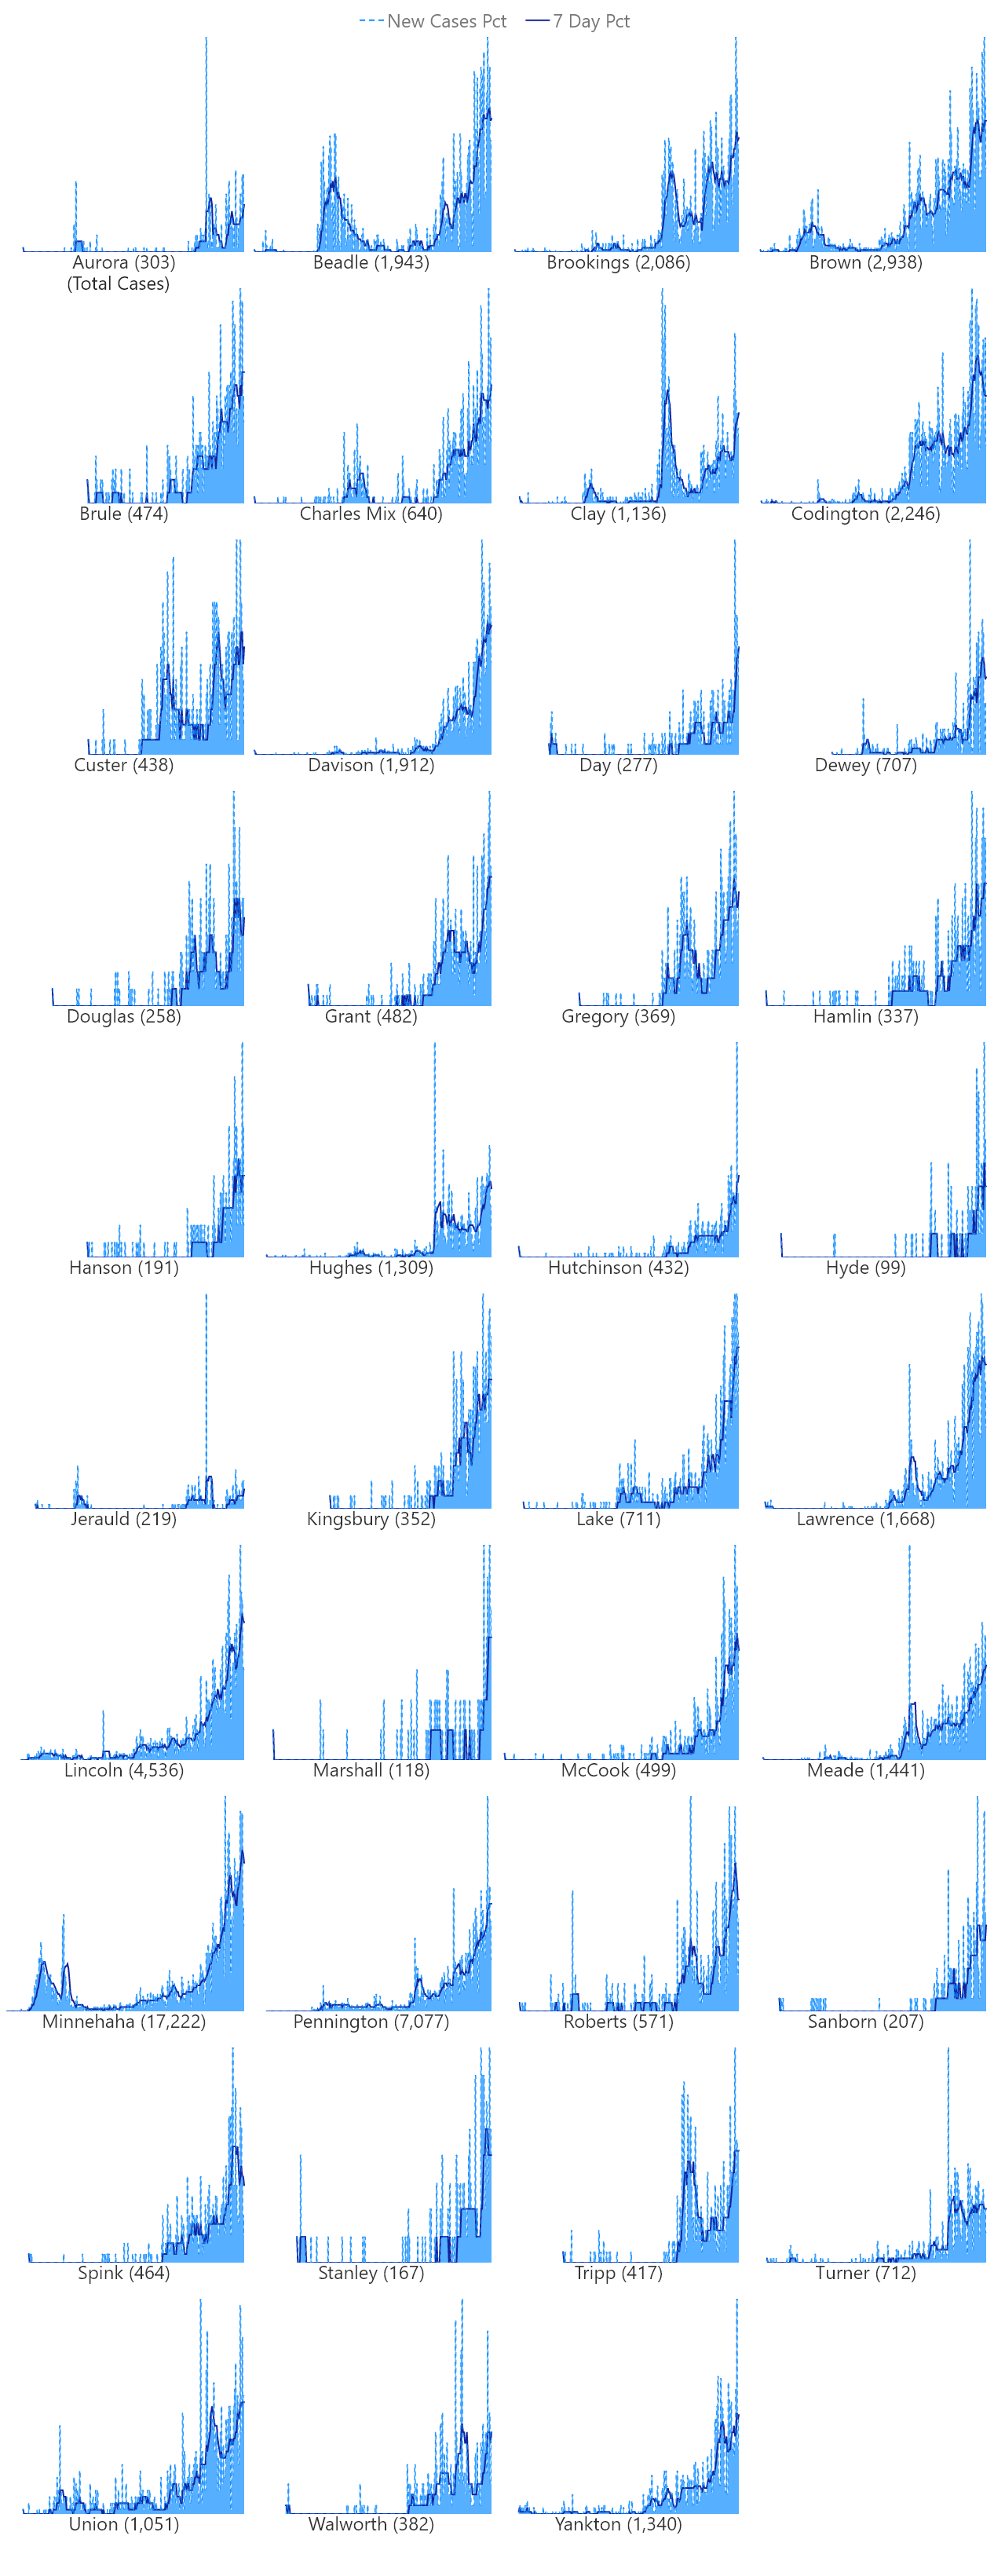 New Cases Pct 7 Day Pct
Aurora (303) Beadle (1,943) Brookings (2,086) Brown (2,938)
(Total Cases)
Brule (474) Charles Mix (640) Clay (1,136) Codington (2,246)
Custer (438) Davison (1,912) Day (277) Dewey (707)
Douglas (258) Grant (482) Gregory (369) Hamlin (337)
Hanson (191) Hughes (1,309) Hutchinson (432) Hyde (99)
Jerauld (219) Kingsbury (352) Lake (711) Lawrence (1,668)
Lincoln (4,536) Marshall (118) McCook (499) Meade (1,441)
Minnehaha (17,222) Pennington (7,077) Roberts (571) Sanborn (207)
Spink (464) Stanley (167) Tripp (417) Turner (712)
Union (1,051) Walworth (382) Yankton (1,340)